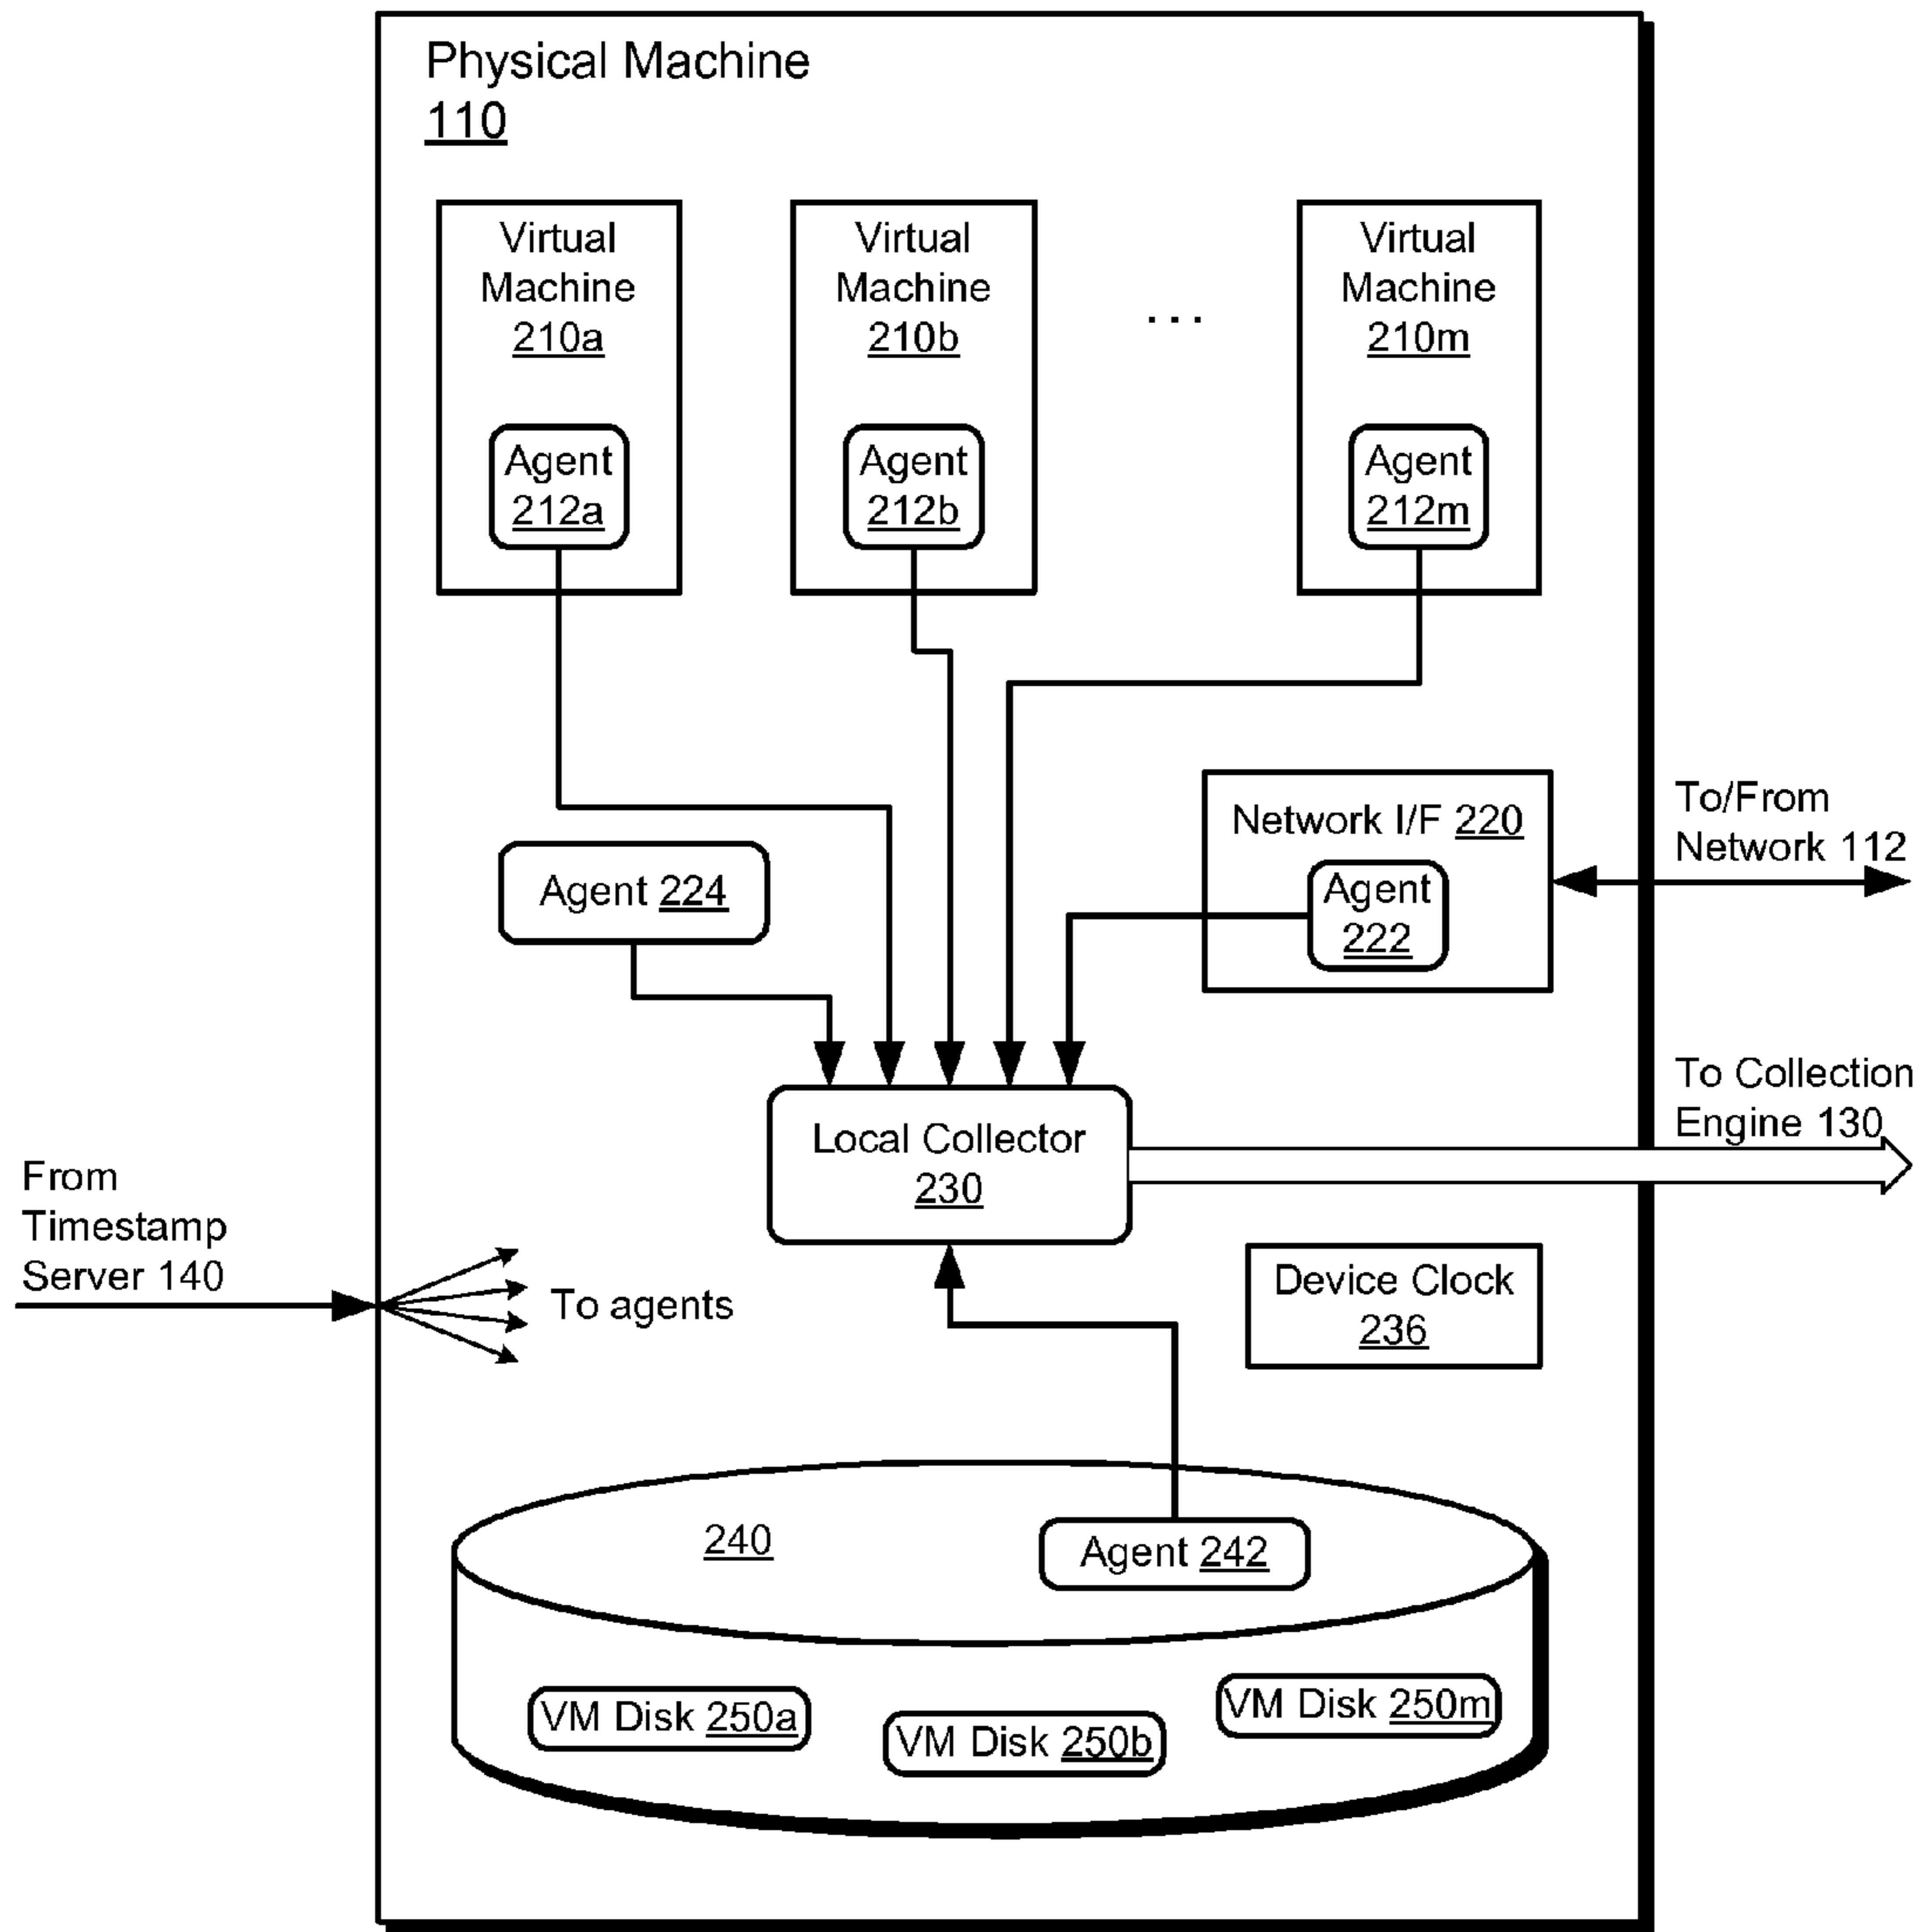 Physical Machine
110
Virtual
Machine
210a
Agent
212a
Virtual
Machine
210b
Agent
212b
...
Virtual
Machine
210m
Agent
212m
Network I/F 220
Agent
222
To/From
Network 112
Agent 224
Local Collector
230
To Collection
Engine 130
From
Timestamp
Server 140
To agents
Device Clock
236
240
Agent 242
VM Disk 250a
VM Disk 250b
VM Disk 250m